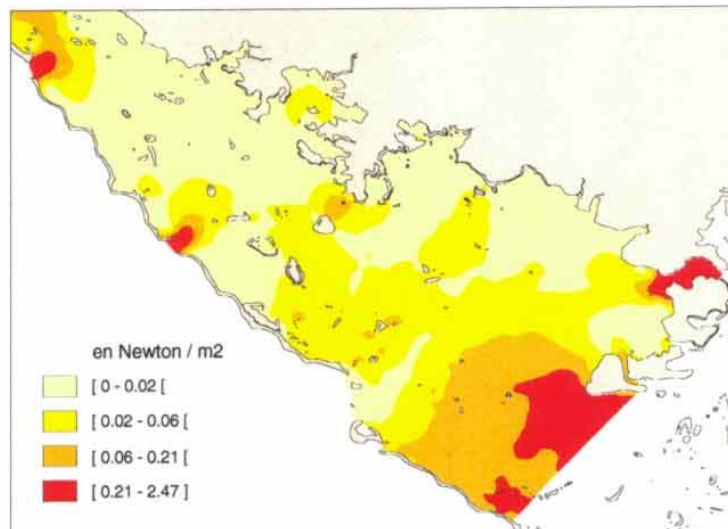 en Newton / m2
[ 0 - 0.02 [
[ 0.02 - 0.06 [
[ 0.06 - 0.21 [
[ 0.21 - 2.47 ]